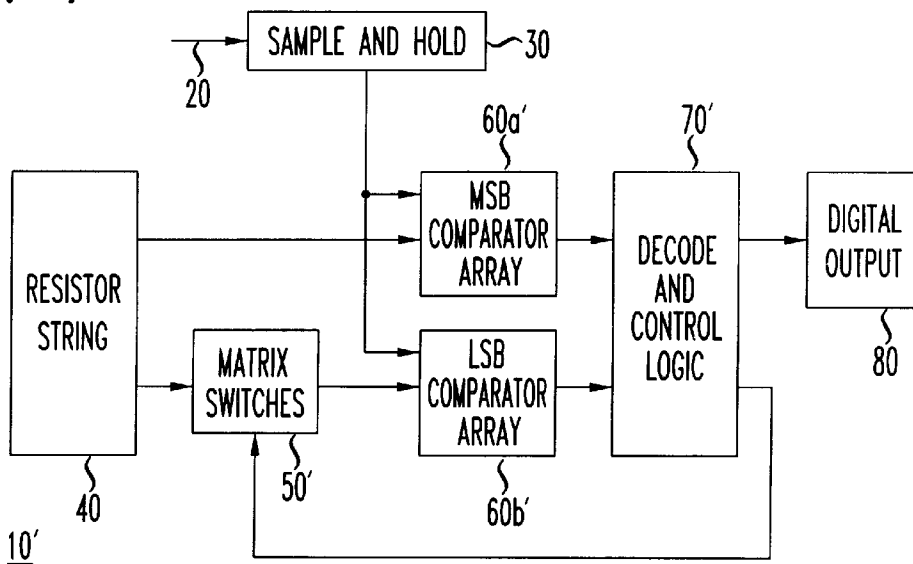 SAMPLE AND HOLD
30
20
60a′
70′
MSB
COMPARATOR
ARRAY
DIGITAL
OUTPUT
80
RESISTOR
STRING
40
DECODE
AND
CONTROL
LOGIC
MATRIX
SWITCHES
50′
LSB
COMPARATOR
ARRAY
60b′
10′